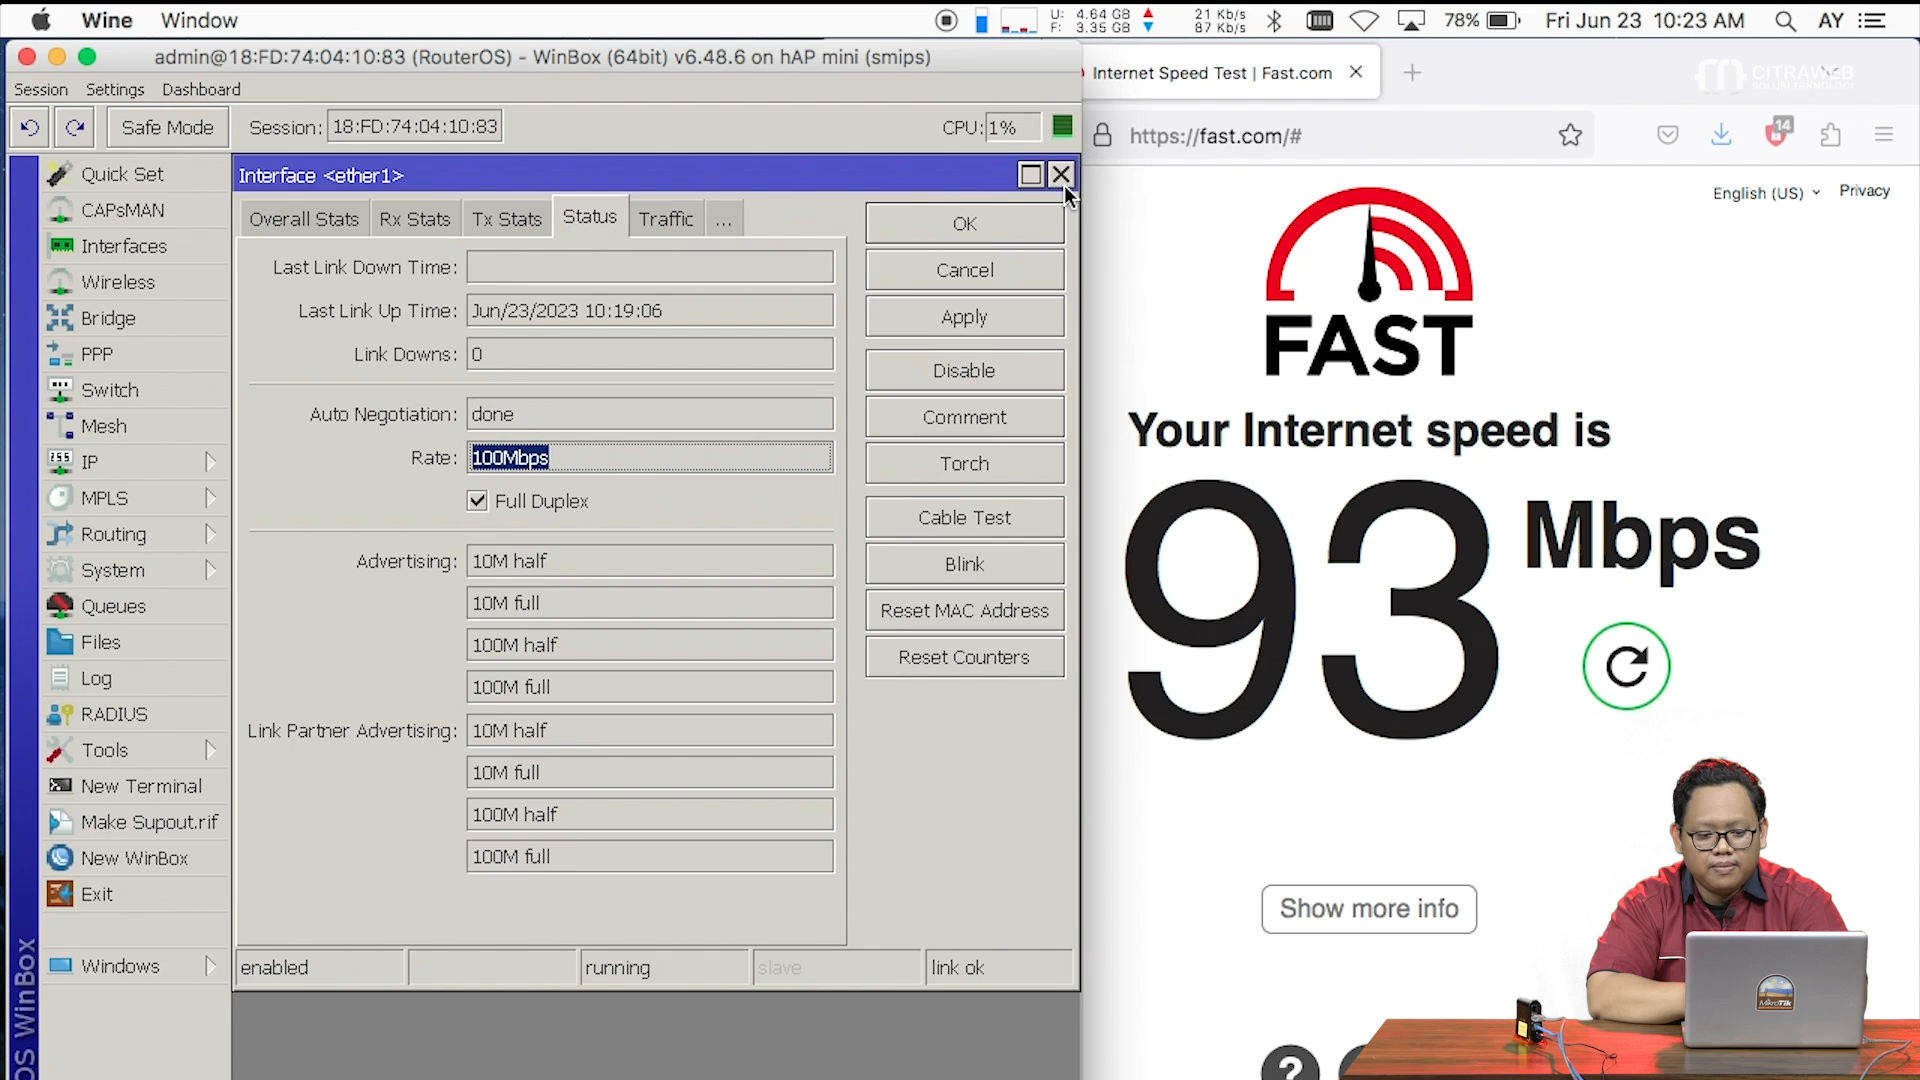 Wine Window
U: 4.64 GB 21 Kb/s
F: 3.35 GB 87 Kb/s
78% Fri Jun 23 10:23 AM AY
admin@18:FD:74:04:10:83 (RouterOS) - WinBox (64bit) v6.48.6 on hAP mini (smips)
Internet Speed Test | Fast.com
CITRAWEB
SOLUSI TEKNOLOGI
Session Settings Dashboard
Safe Mode Session: 18:FD:74:04:10:83 CPU: 1%
https://fast.com/#
14
Quick Set
CAPsMAN
Interfaces
Wireless
Bridge
PPP
Switch
Mesh
255
IP
MPLS
Routing
System
Queues
Files
Log
RADIUS
Tools
New Terminal
Make Supout.rif
New WinBox
Exit
Windows
OS WinBox
Interface <ether1>
Overall Stats Rx Stats Tx Stats Status Traffic ...
Last Link Down Time:
Last Link Up Time: Jun/23/2023 10:19:06
Link Downs: 0
Auto Negotiation: done
Rate: 100Mbps
Full Duplex
Advertising: 10M half
10M full
100M half
100M full
Link Partner Advertising: 10M half
10M full
100M half
100M full
OK
Cancel
Apply
Disable
Comment
Torch
Cable Test
Blink
Reset MAC Address
Reset Counters
enabled running slave link ok
English (US) Privacy
FAST
Your Internet speed is
93 Mbps
Show more info
?
MikroTik